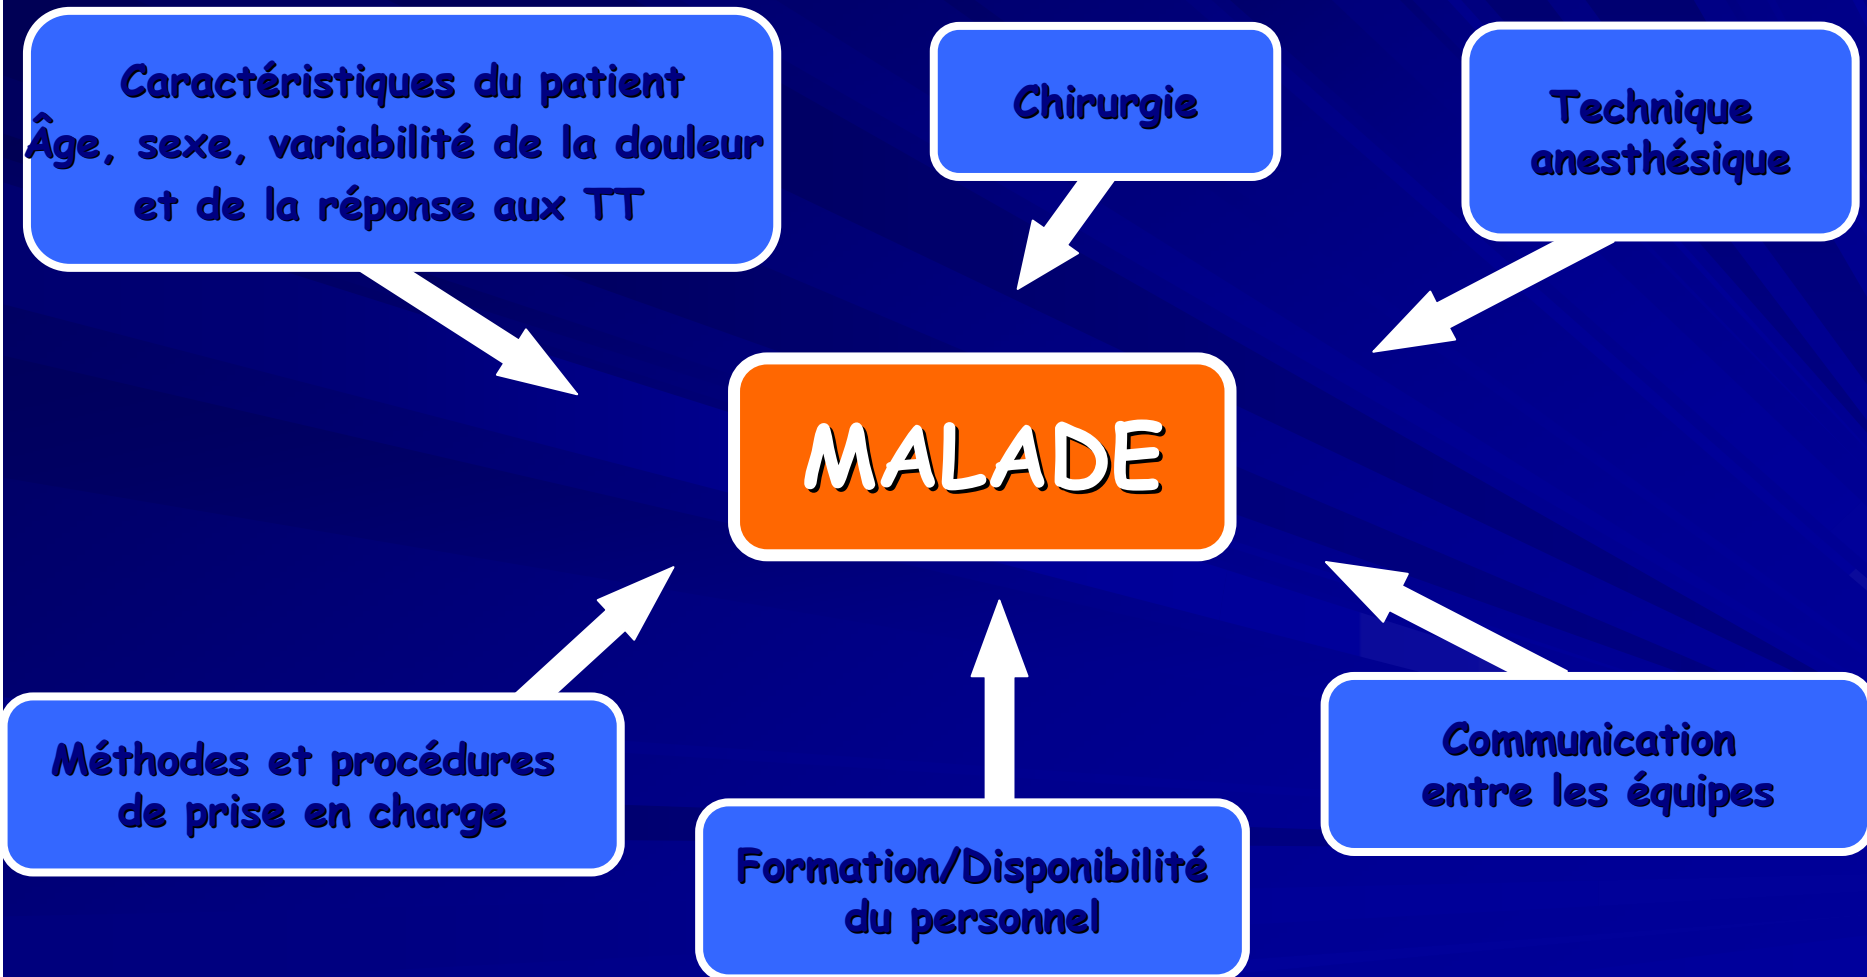 Caractéristiques du patient
Âge, sexe, variabilité de la douleur
et de la réponse aux TT
Chirurgie
Technique
anesthésique
MALADE
Méthodes et procédures
de prise en charge
Formation/Disponibilité
du personnel
Communication
entre les équipes